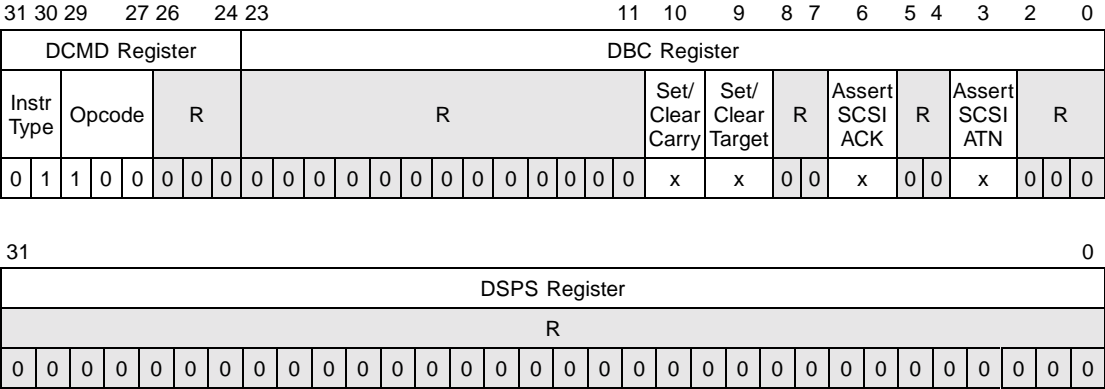 31 30 29 27 26 24 23 11 10 9 8 7 6 5 4 3 2 0
DCMD Register DBC Register
Instr Type Opcode R R Set/ Clear Carry Set/ Clear Target R Assert SCSI ACK R Assert SCSI ATN R
0 1 1 0 0 0 0 0 0 0 0 0 0 0 0 0 0 0 0 0 0 x x 0 0 x 0 0 x 0 0 0
31 0
DSPS Register
R
0 0 0 0 0 0 0 0 0 0 0 0 0 0 0 0 0 0 0 0 0 0 0 0 0 0 0 0 0 0 0 0